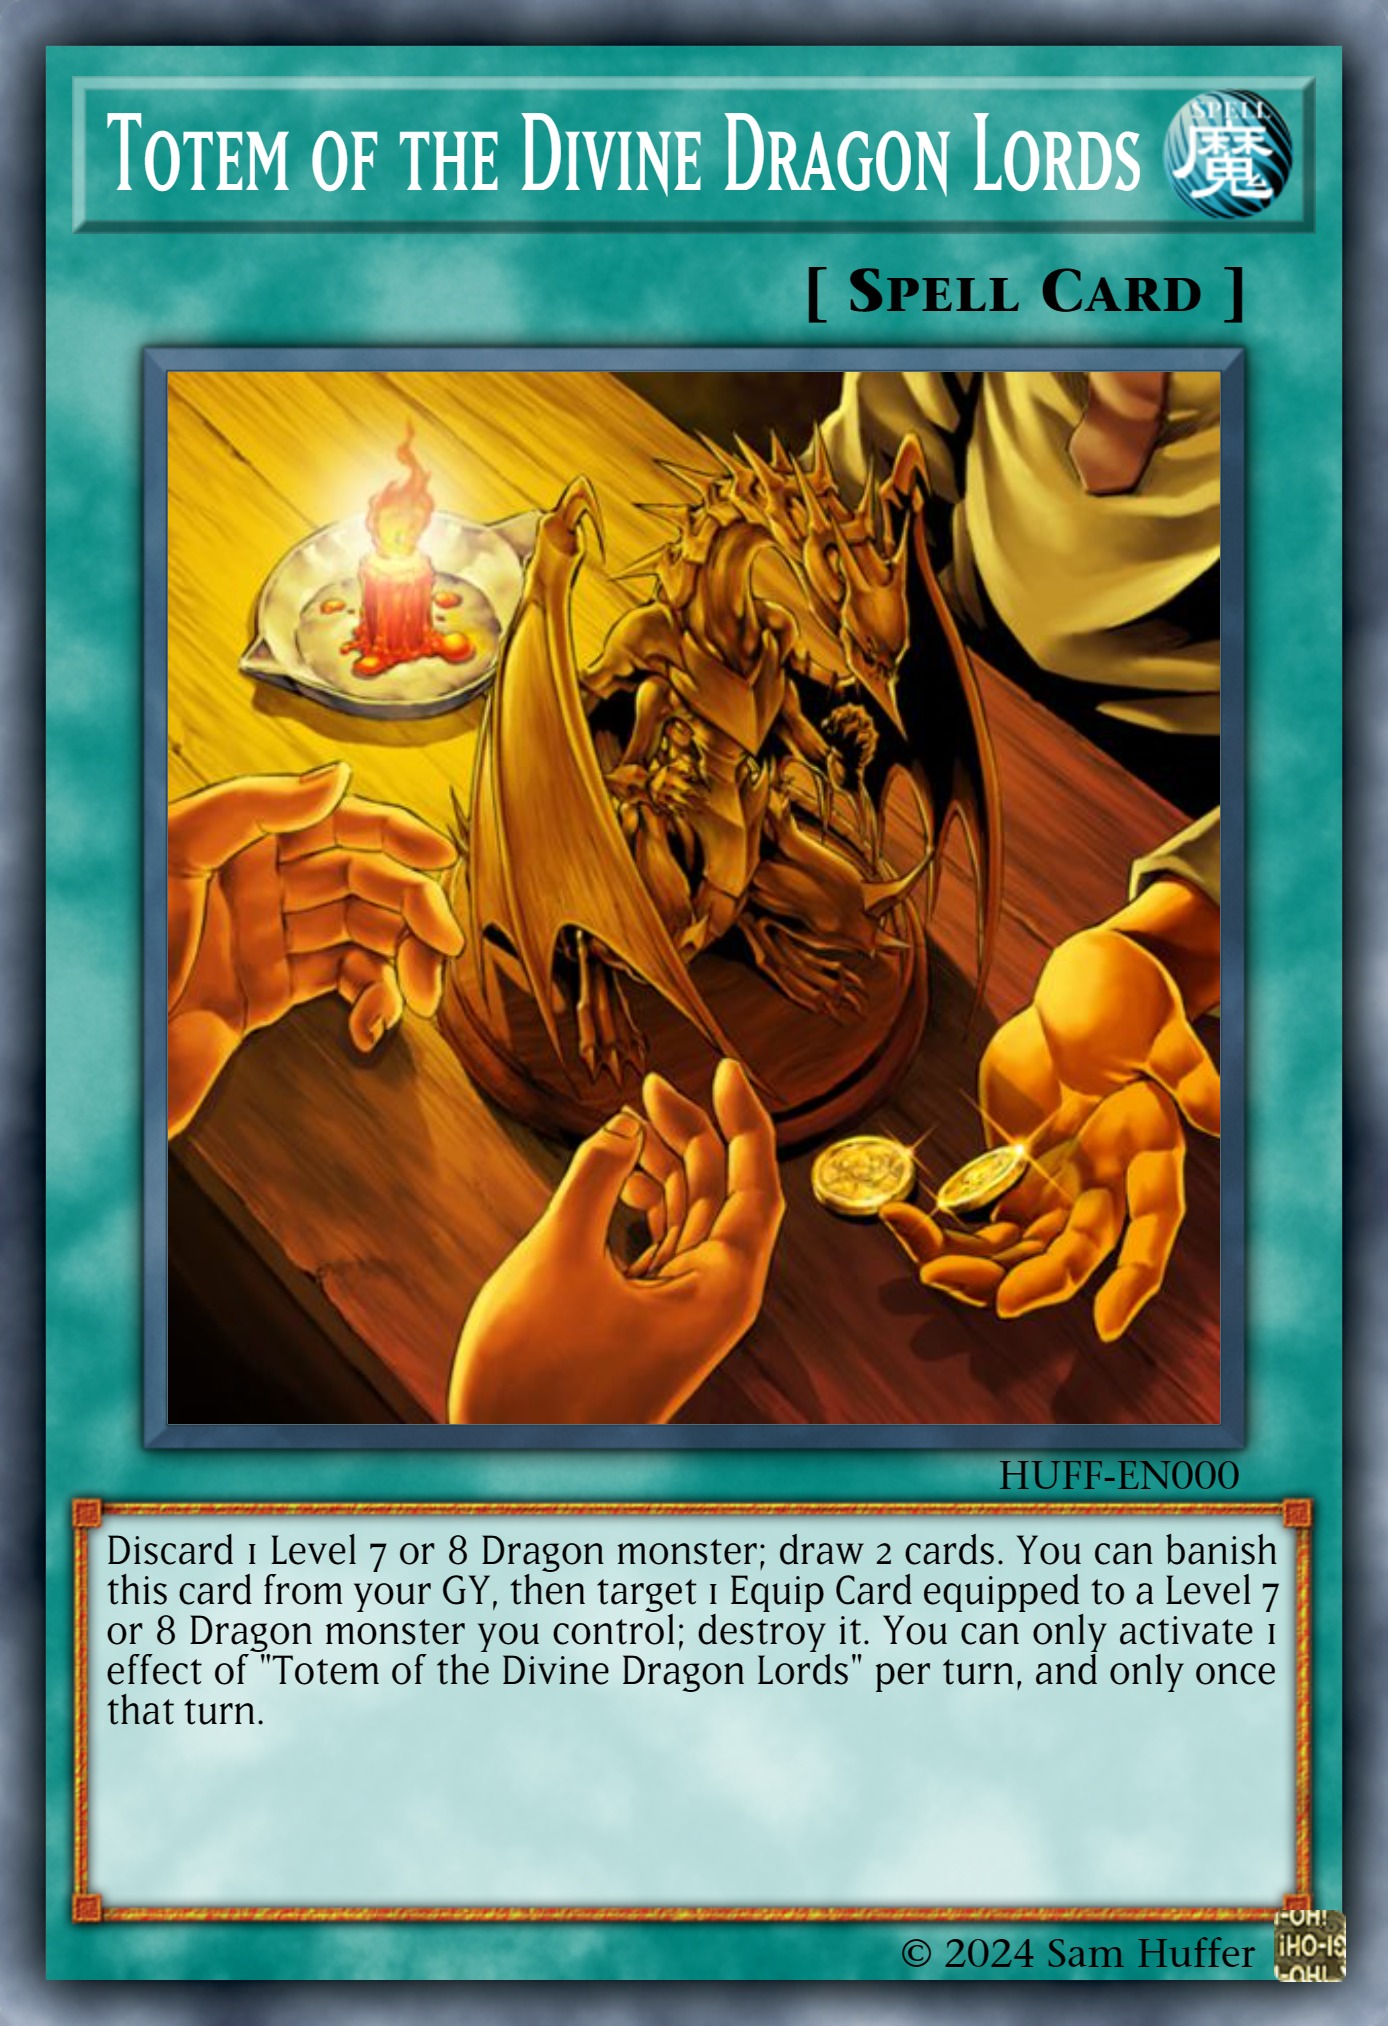 Totem of the Divine Dragon Lords
SPELL
魔
[ Spell Card ]
HUFF-EN000
Discard 1 Level 7 or 8 Dragon monster; draw 2 cards. You can banish
this card from your GY, then target 1 Equip Card equipped to a Level 7
or 8 Dragon monster you control; destroy it. You can only activate 1
effect of "Totem of the Divine Dragon Lords" per turn, and only once
that turn.
© 2024 Sam Huffer
-OH!